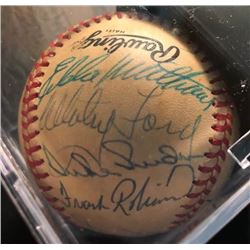 Rawlings
Eddie Mathews
Whitey Ford
Duke Snider
Frank Robinson